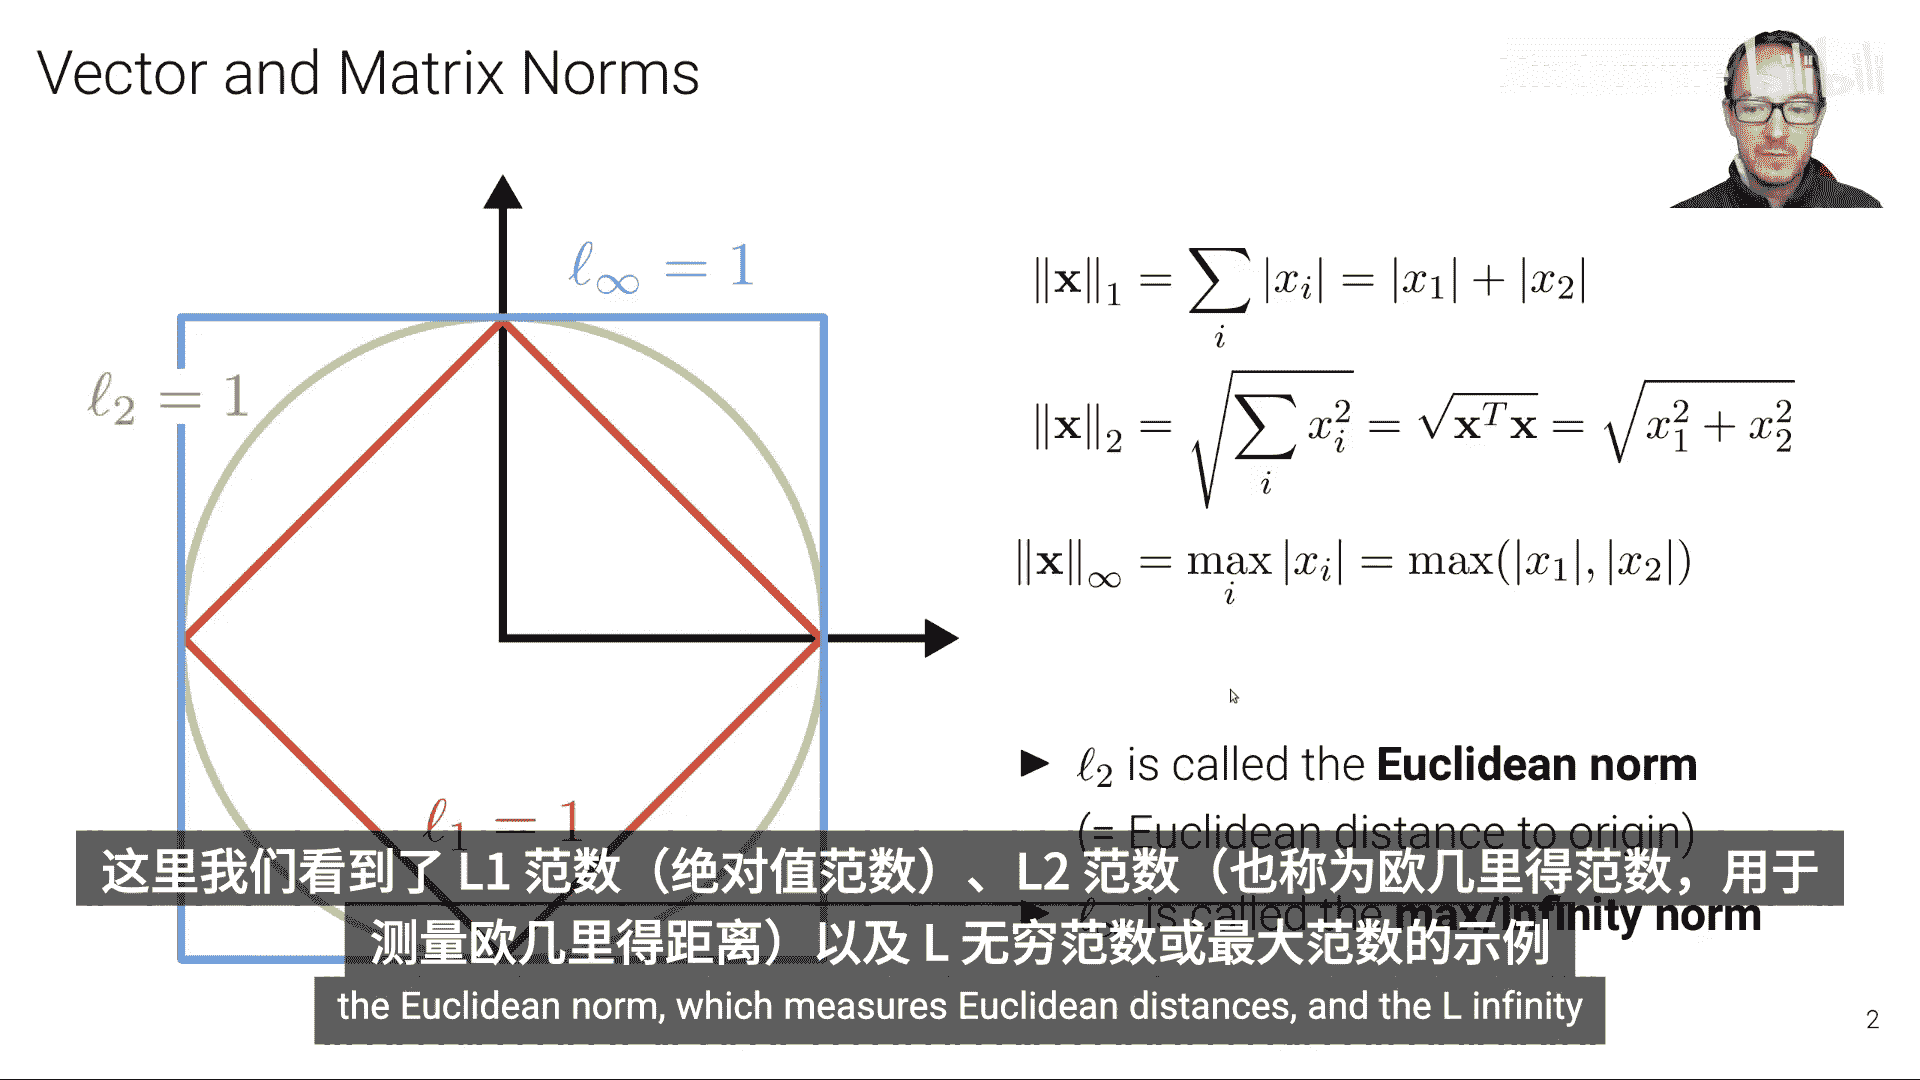 Vector and Matrix Norms
ℓ∞ = 1
ℓ₂ = 1
ℓ₁ = 1
‖x‖₁ = ∑ᵢ |xᵢ| = |x₁| + |x₂|
‖x‖₂ = √(∑ᵢ xᵢ²) = √(xᵀx) = √(x₁² + x₂²)
‖x‖∞ = maxᵢ |xᵢ| = max(|x₁|, |x₂|)
► ℓ₂ is called the Euclidean norm
(= Euclidean distance to origin)
► ℓ∞ is called the max/infinity norm
这里我们看到了 L1 范数（绝对值范数）、L2 范数（也称为欧几里得范数，用于
测量欧几里得距离）以及 L 无穷范数或最大范数的示例
the Euclidean norm, which measures Euclidean distances, and the L infinity
2